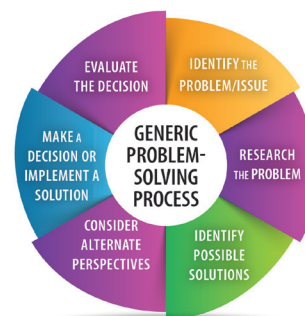 GENERIC
PROBLEM-
SOLVING
PROCESS
IDENTIFY THE
PROBLEM/ISSUE
RESEARCH
THE PROBLEM
IDENTIFY
POSSIBLE
SOLUTIONS
CONSIDER
ALTERNATE
PERSPECTIVES
MAKE A
DECISION OR
IMPLEMENT A
SOLUTION
EVALUATE
THE DECISION